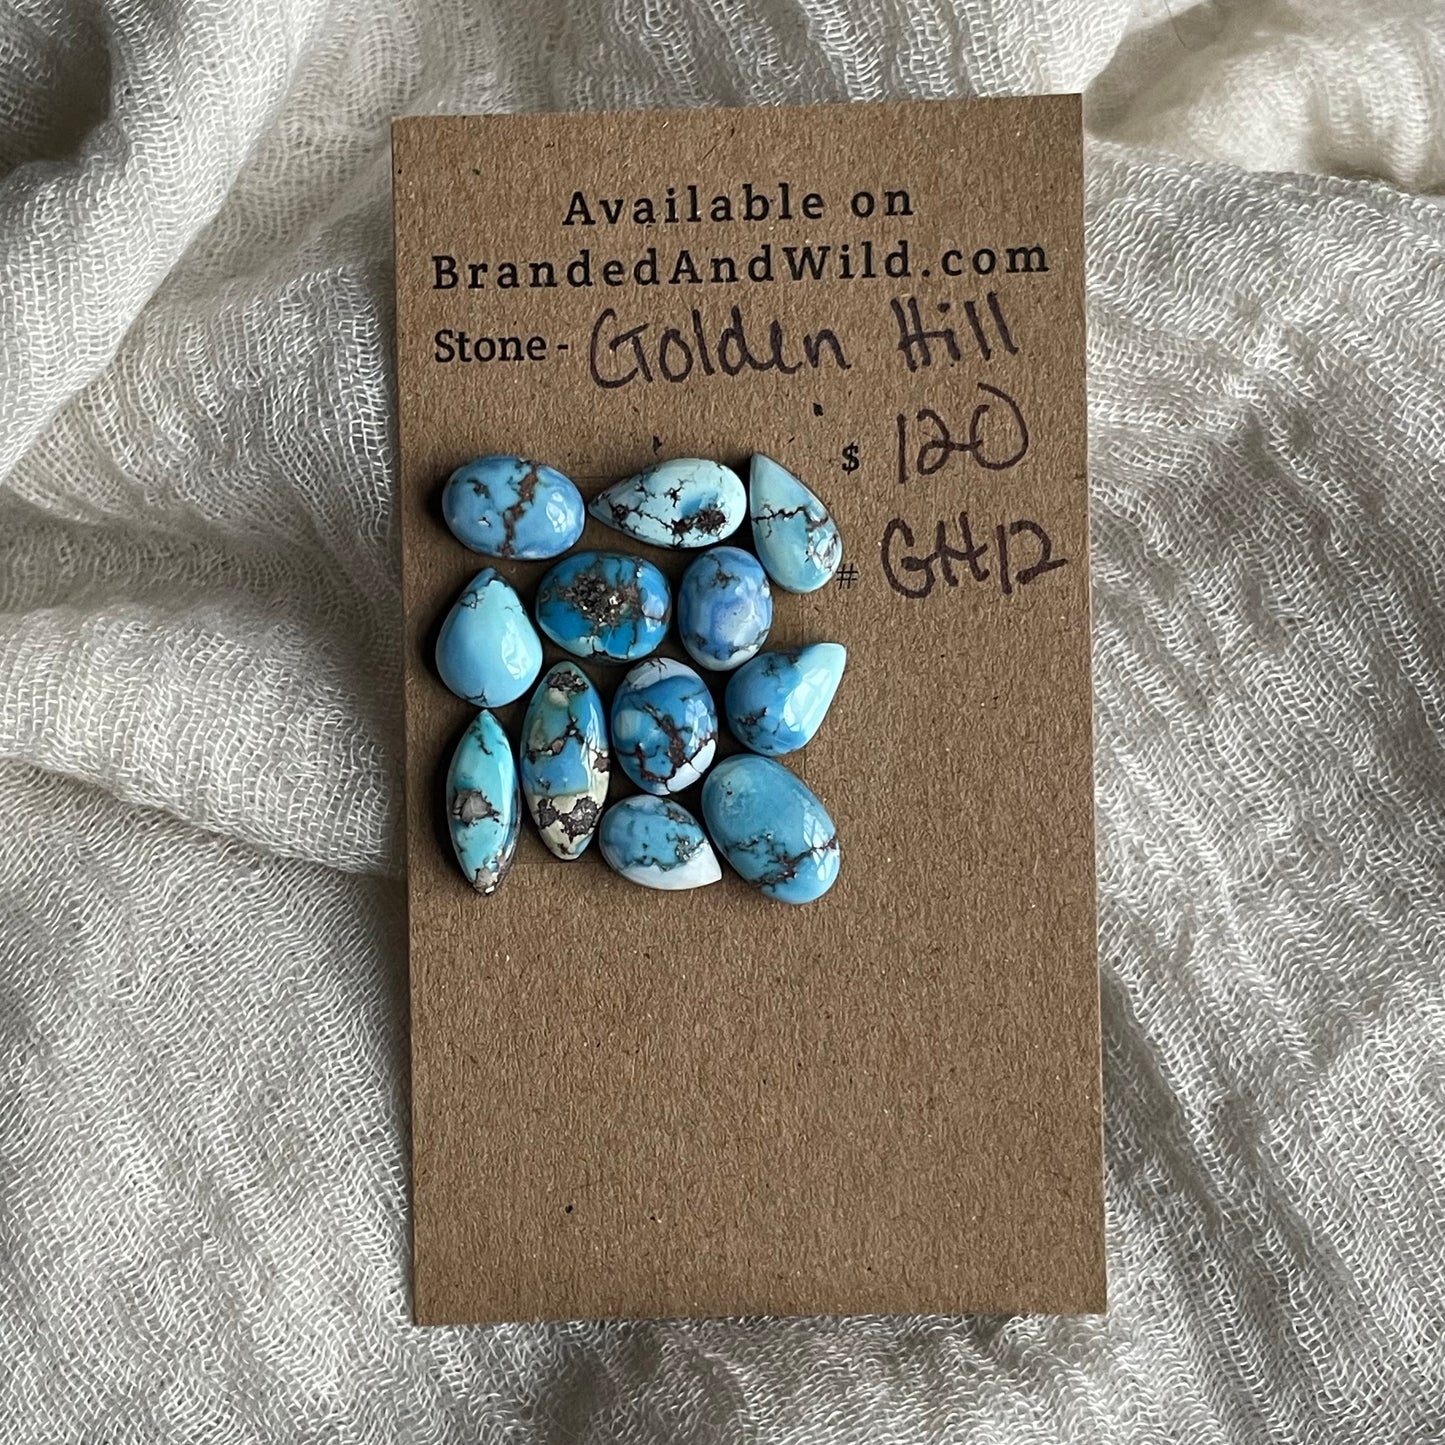 Available on
BrandedAndWild.com
Stone - Golden Hill
$ 120
# GH12